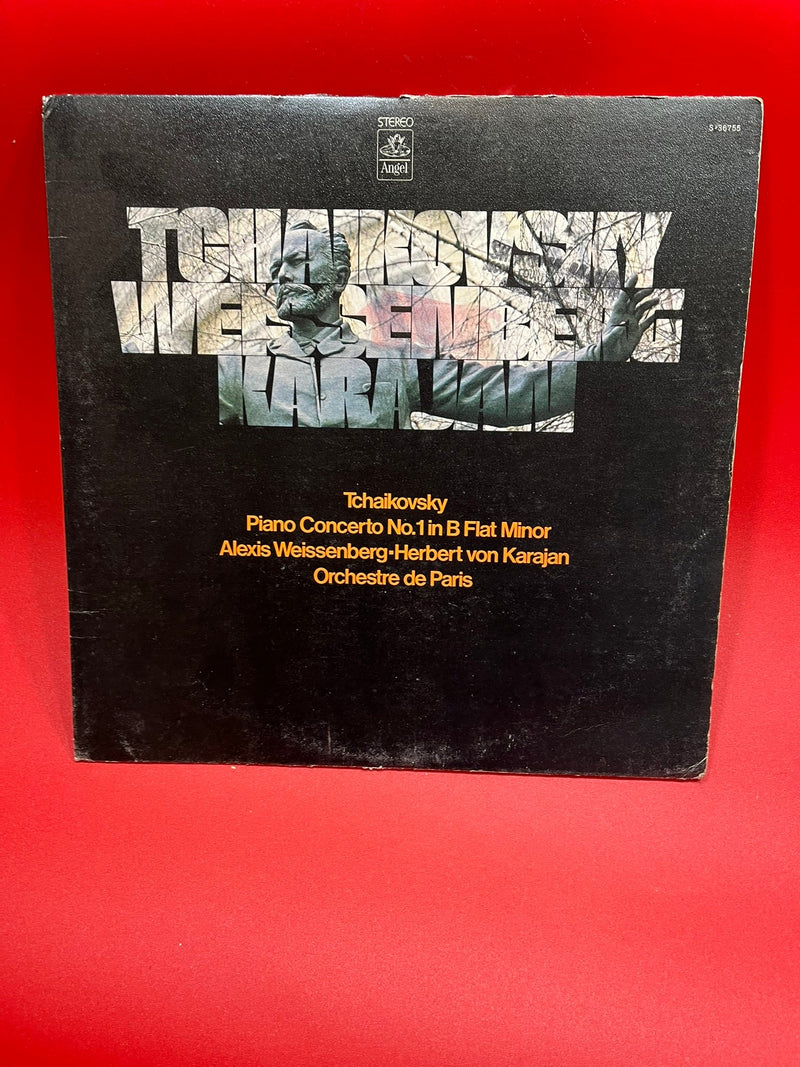 STEREO
Angel
S-36755
TCHAIKOVSKY
WEISSENBERG
KARAJAN
Tchaikovsky
Piano Concerto No.1 in B Flat Minor
Alexis Weissenberg•Herbert von Karajan
Orchestre de Paris